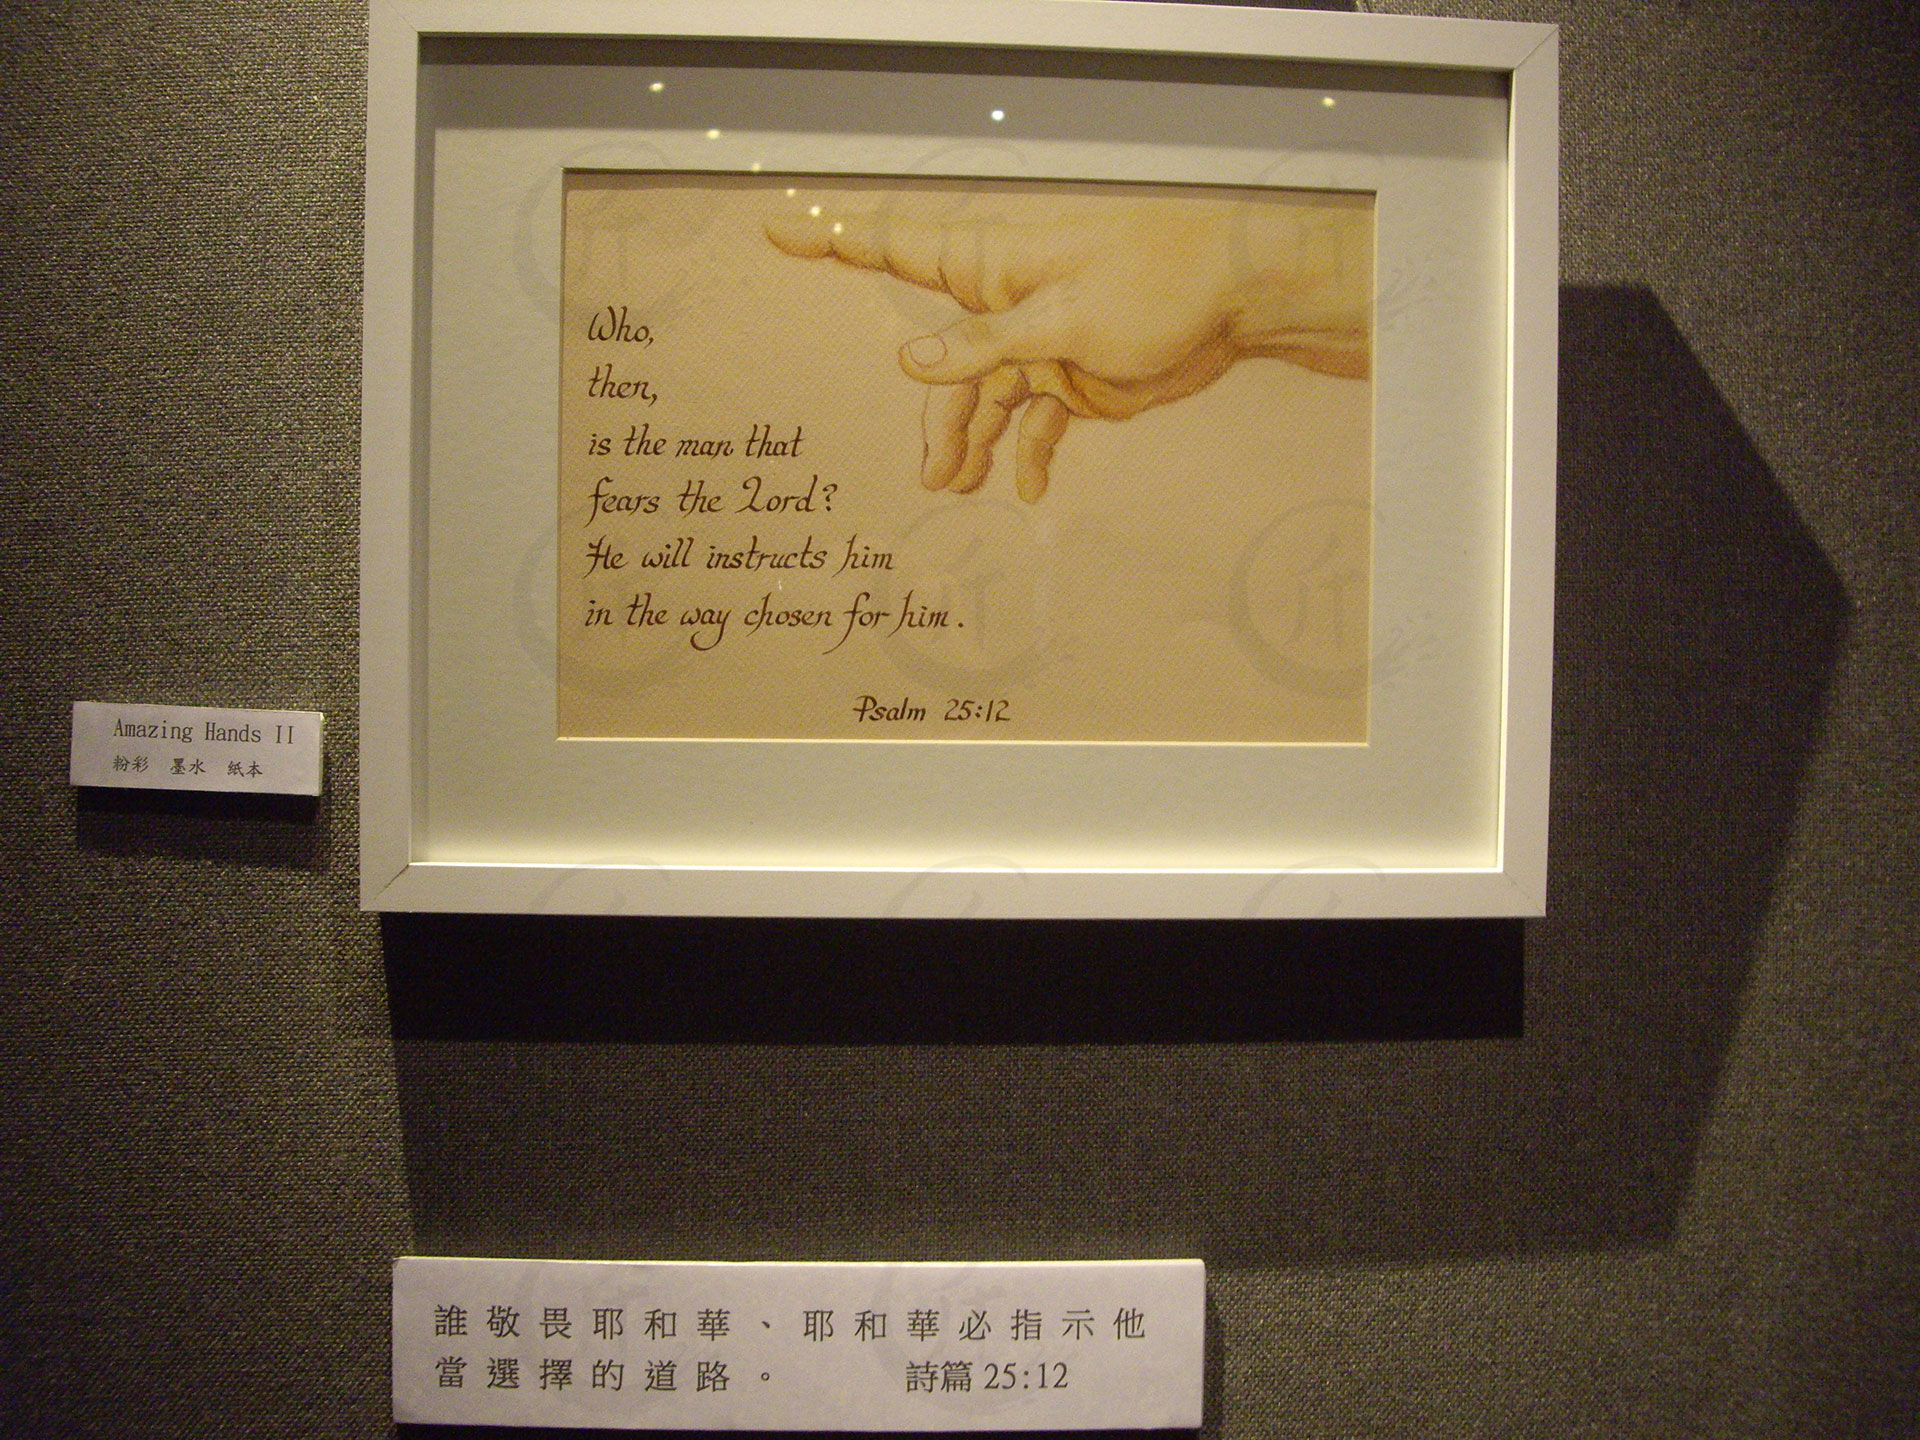 Who,
then,
is the man that
fears the Lord?
He will instructs him
in the way chosen for him.
Psalm 25:12
Amazing Hands II
粉彩 墨水 紙本
誰敬畏耶和華、耶和華必指示他
當選擇的道路。 詩篇 25:12